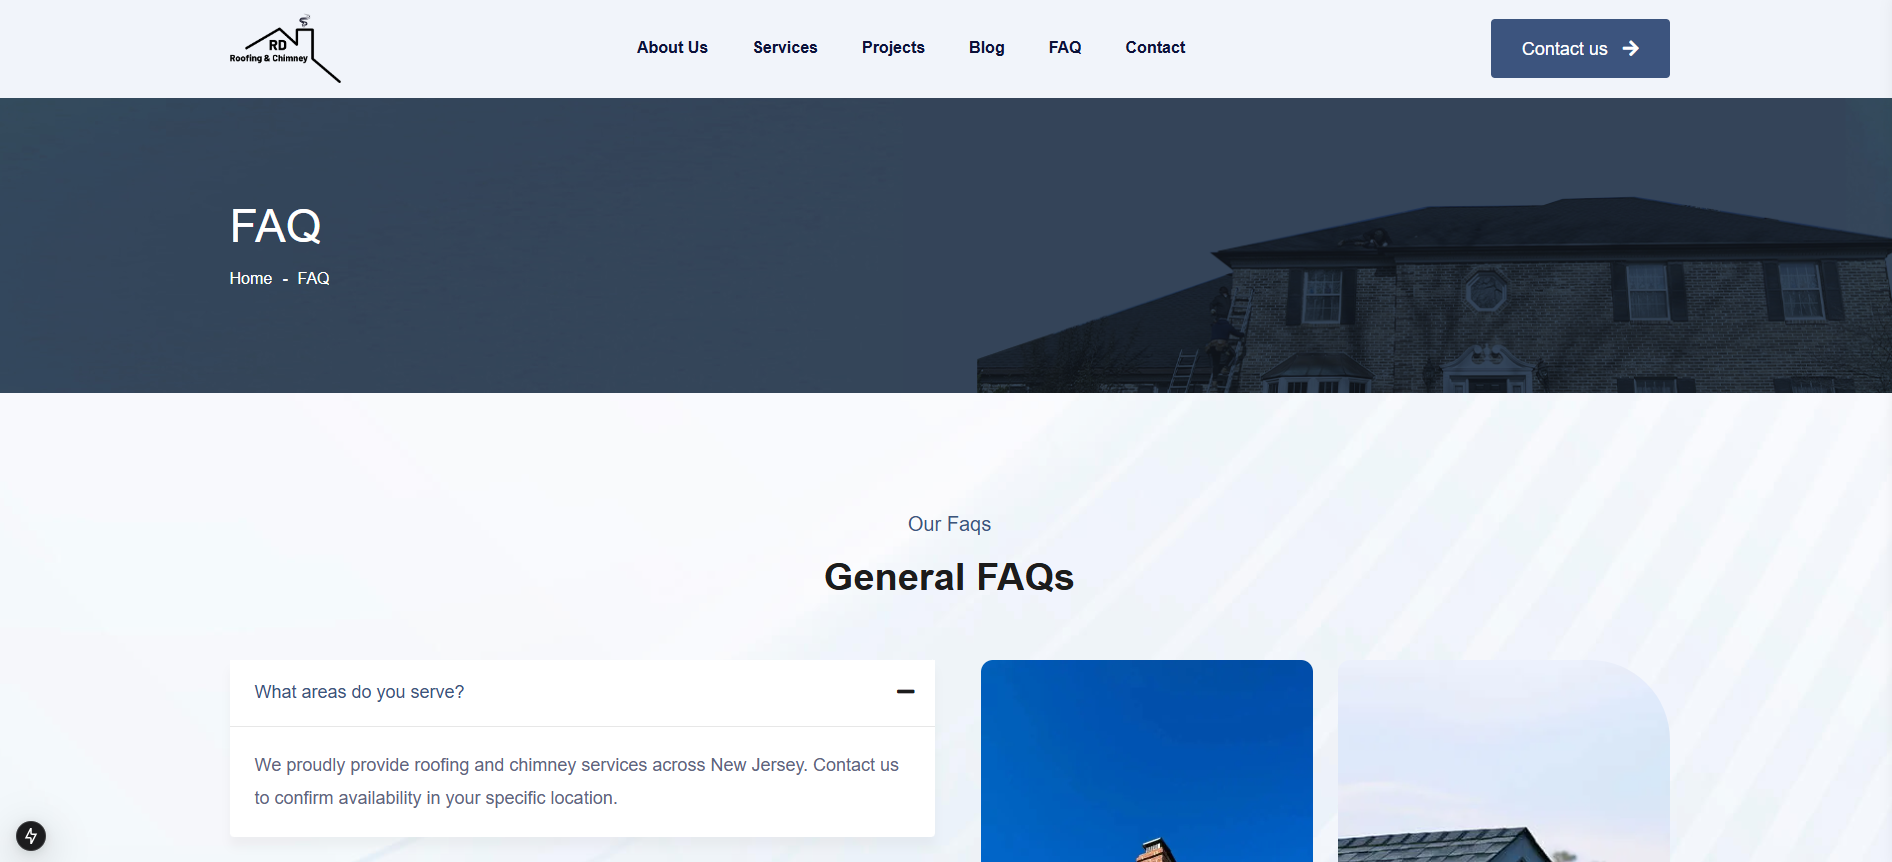 RD
Roofing & Chimney
About Us
Services
Projects
Blog
FAQ
Contact
Contact us
FAQ
Home - FAQ
Our Faqs
General FAQs
What areas do you serve?
We proudly provide roofing and chimney services across New Jersey. Contact us
to confirm availability in your specific location.